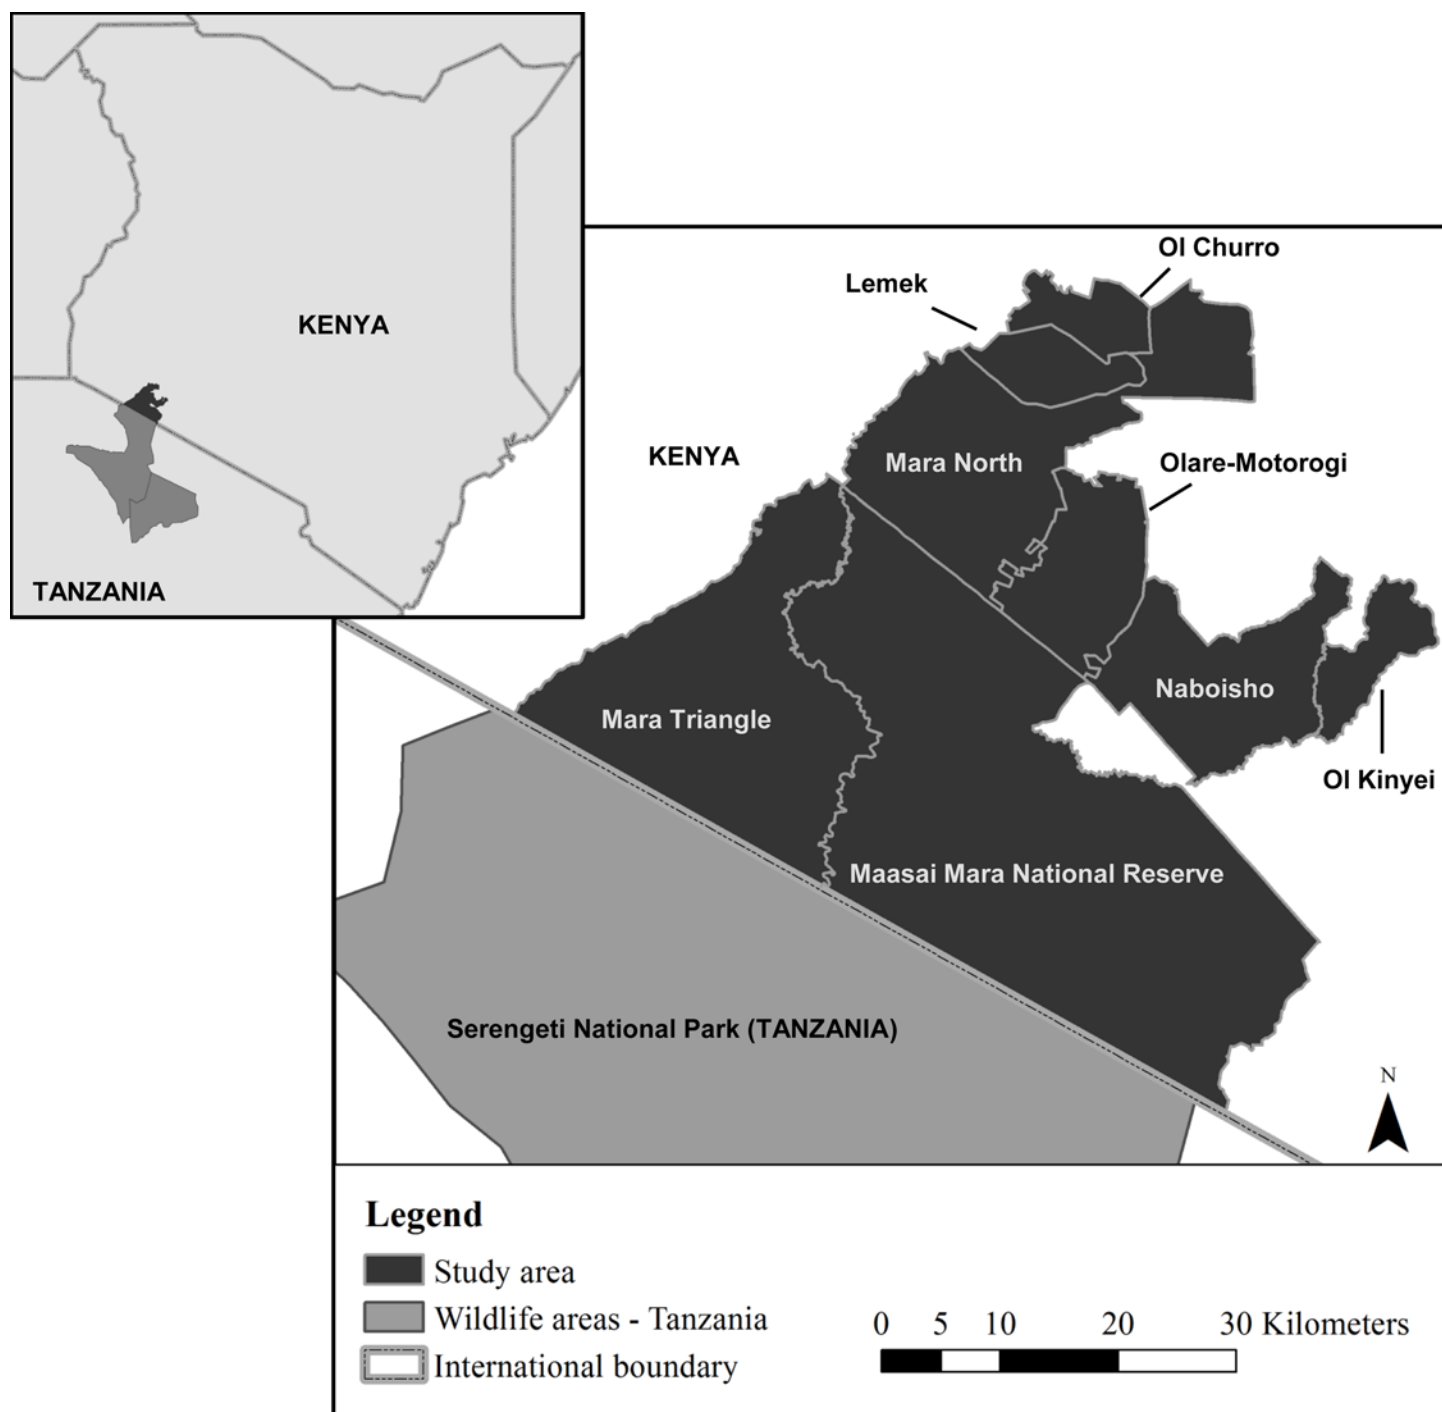 KENYA
TANZANIA
Ol Churro
Lemek
KENYA
Mara North
Olare-Motorogi
Naboisho
Mara Triangle
Ol Kinyei
Maasai Mara National Reserve
Serengeti National Park (TANZANIA)
N
Legend
Study area
Wildlife areas - Tanzania
International boundary
0 5 10 20 30 Kilometers